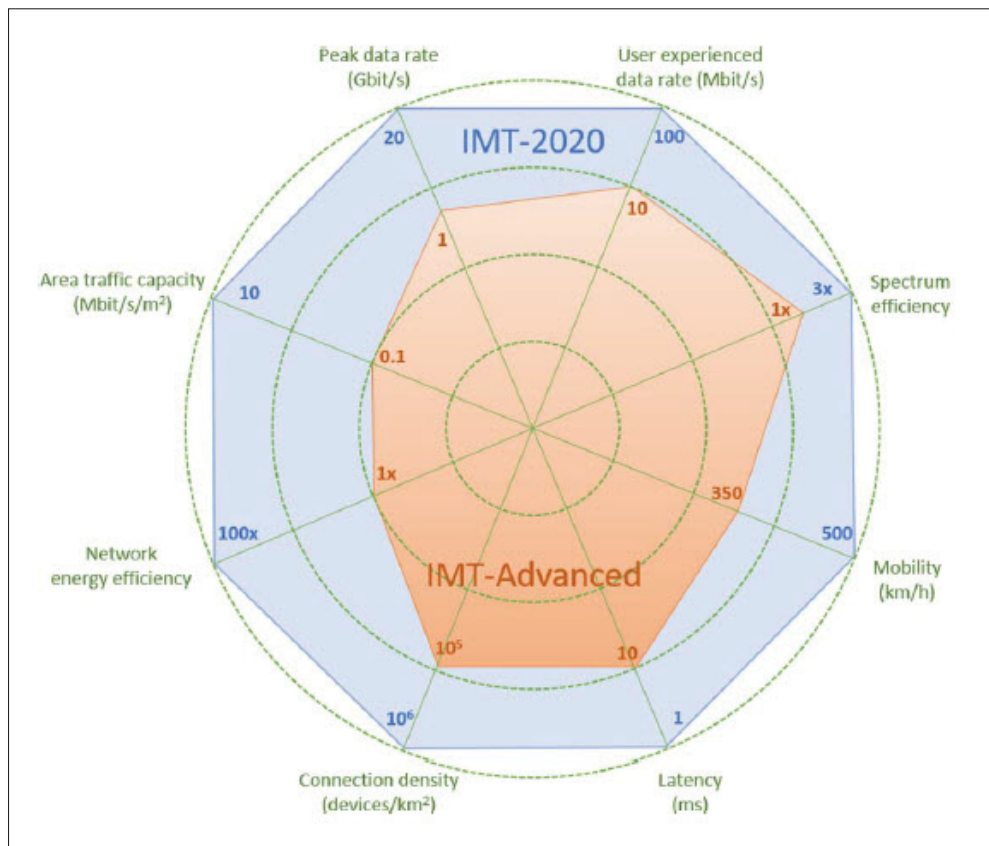 Peak data rate
(Gbit/s)
User experienced
data rate (Mbit/s)
20
IMT-2020
100
1
10
Area traffic capacity
(Mbit/s/m²)
10
3x
Spectrum
efficiency
1x
0.1
1x
350
100x
500
Network
energy efficiency
Mobility
(km/h)
IMT-Advanced
10⁵
10
10⁶
1
Connection density
(devices/km²)
Latency
(ms)